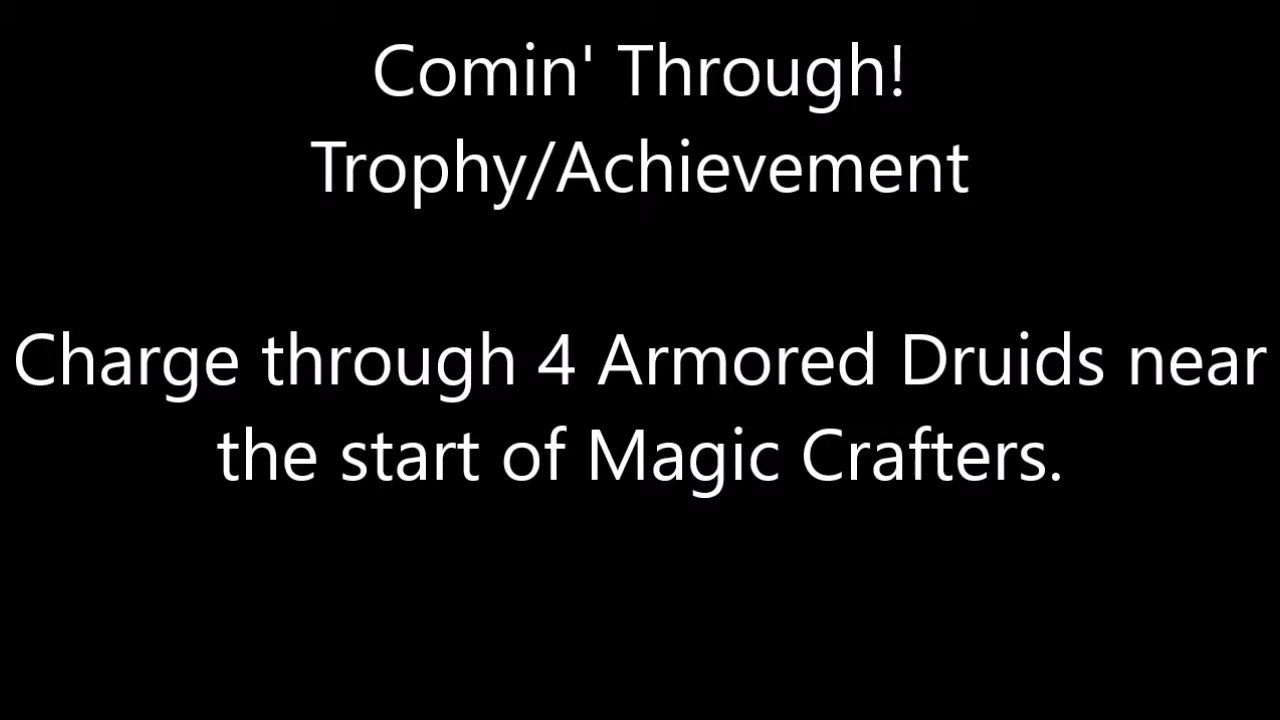 Comin' Through!
Trophy/Achievement
Charge through 4 Armored Druids near
the start of Magic Crafters.